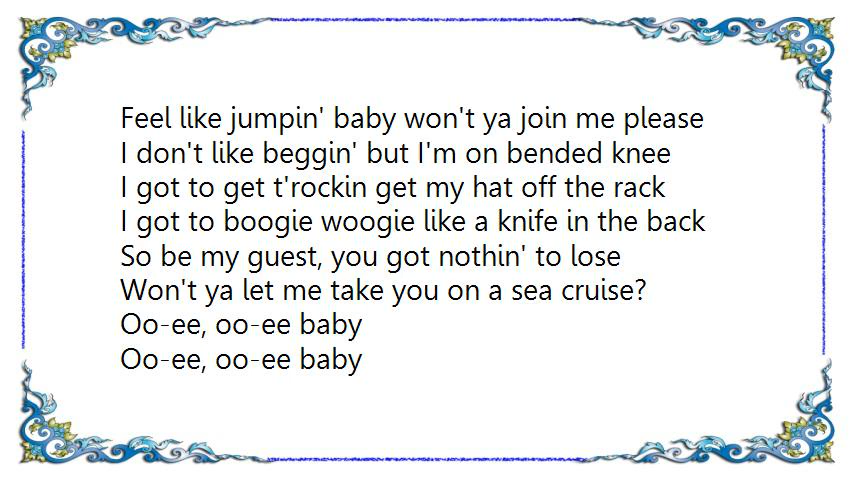 Feel like jumpin' baby won't ya join me please
I don't like beggin' but I'm on bended knee
I got to get t'rockin get my hat off the rack
I got to boogie woogie like a knife in the back
So be my guest, you got nothin' to lose
Won't ya let me take you on a sea cruise?
Oo-ee, oo-ee baby
Oo-ee, oo-ee baby